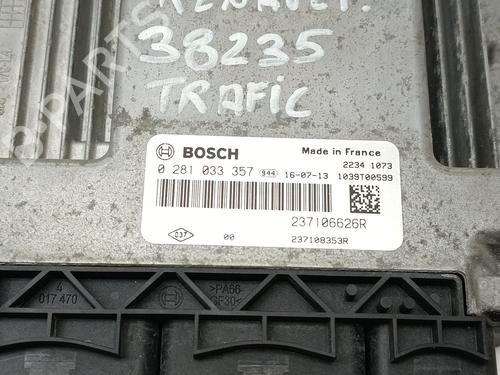 RENAULT.
38235
TRAFIC
BOSCH
Made in France
0 281 033 357 944 16-07-13
2234 1073
1039T00599
237106626R
037 00 237108353R
4
017 470
>PA66
GF30<
B-PARTS